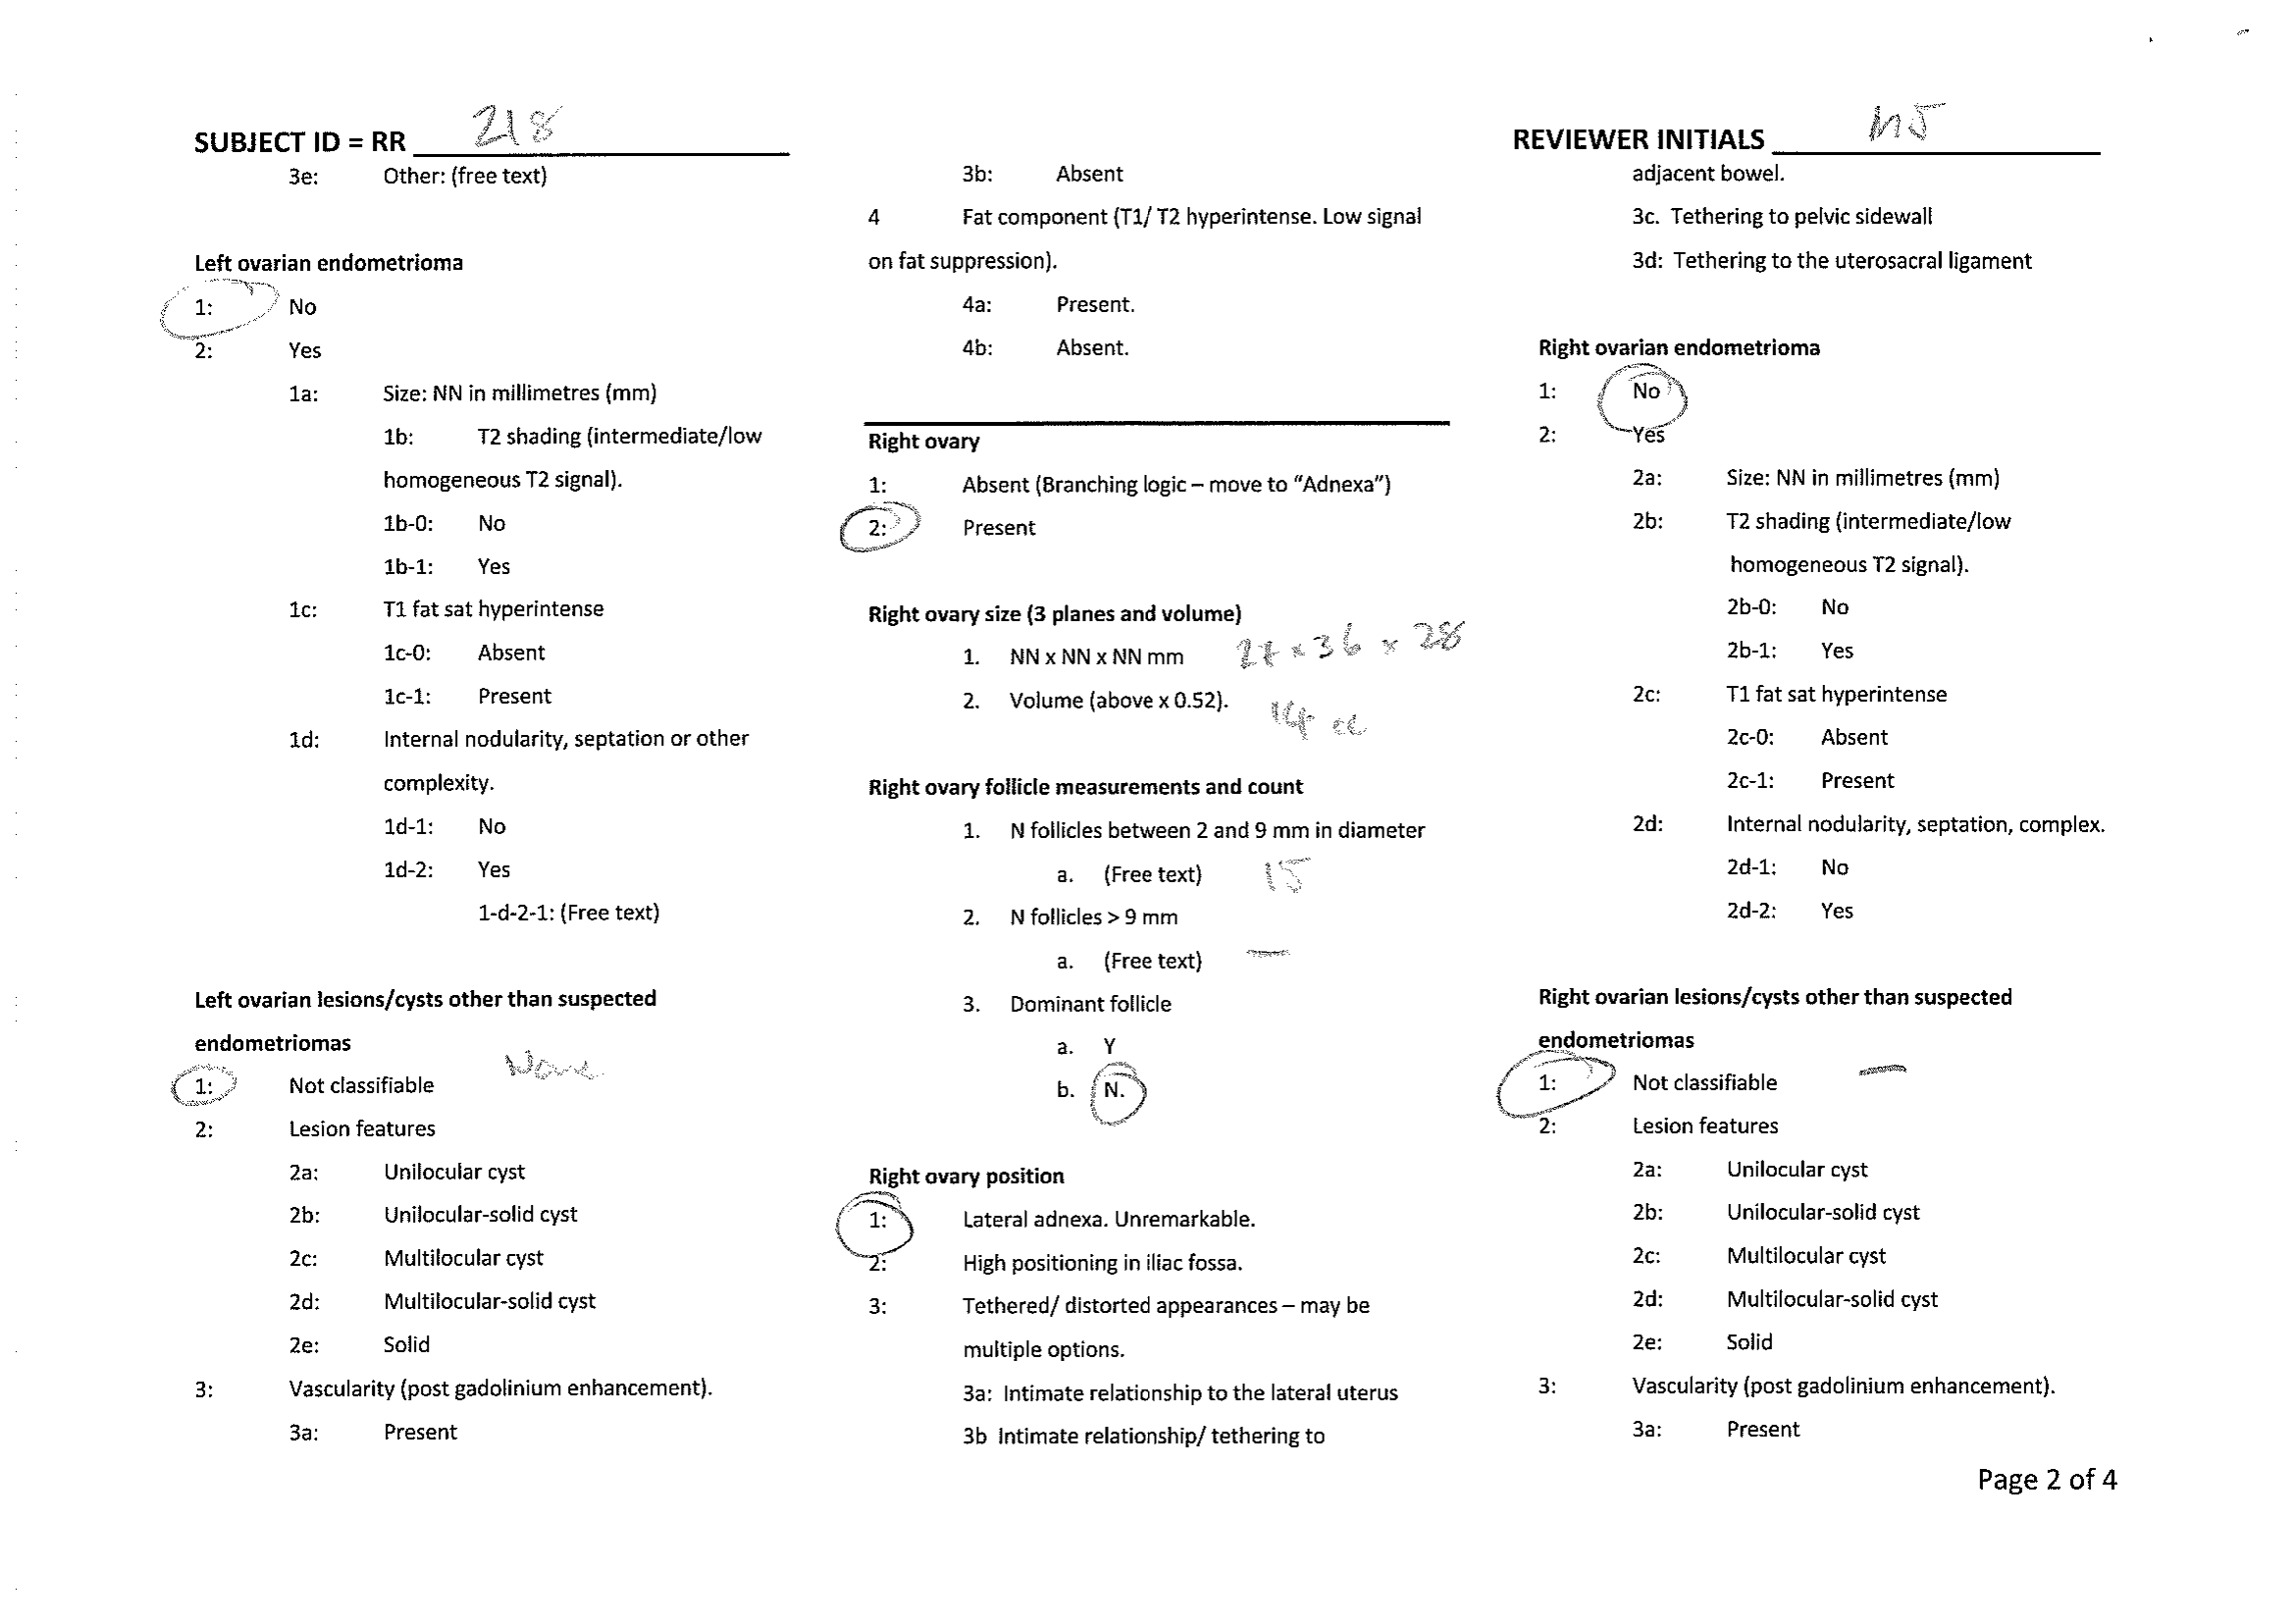 SUBJECT ID = RR 218
3e: Other: (free text)
Left ovarian endometrioma
1: No
2: Yes
1a: Size: NN in millimetres (mm)
1b: T2 shading (intermediate/low
homogeneous T2 signal).
1b-0: No
1b-1: Yes
1c: T1 fat sat hyperintense
1c-0: Absent
1c-1: Present
1d: Internal nodularity, septation or other
complexity.
1d-1: No
1d-2: Yes
1-d-2-1: (Free text)
Left ovarian lesions/cysts other than suspected
endometriomas
None
1: Not classifiable
2: Lesion features
2a: Unilocular cyst
2b: Unilocular-solid cyst
2c: Multilocular cyst
2d: Multilocular-solid cyst
2e: Solid
3: Vascularity (post gadolinium enhancement).
3a: Present
3b: Absent
4 Fat component (T1/ T2 hyperintense. Low signal
on fat suppression).
4a: Present.
4b: Absent.
Right ovary
1: Absent (Branching logic – move to “Adnexa”)
2: Present
Right ovary size (3 planes and volume)
1. NN x NN x NN mm 27 x 36 x 28
2. Volume (above x 0.52). 14 cc
Right ovary follicle measurements and count
1. N follicles between 2 and 9 mm in diameter
a. (Free text) 15
2. N follicles > 9 mm
a. (Free text) —
3. Dominant follicle
a. Y
b. N.
Right ovary position
1: Lateral adnexa. Unremarkable.
2: High positioning in iliac fossa.
3: Tethered/ distorted appearances – may be
multiple options.
3a: Intimate relationship to the lateral uterus
3b Intimate relationship/ tethering to
REVIEWER INITIALS MJ
adjacent bowel.
3c. Tethering to pelvic sidewall
3d: Tethering to the uterosacral ligament
Right ovarian endometrioma
1: No
2: Yes
2a: Size: NN in millimetres (mm)
2b: T2 shading (intermediate/low
homogeneous T2 signal).
2b-0: No
2b-1: Yes
2c: T1 fat sat hyperintense
2c-0: Absent
2c-1: Present
2d: Internal nodularity, septation, complex.
2d-1: No
2d-2: Yes
Right ovarian lesions/cysts other than suspected
endometriomas
1: Not classifiable —
2: Lesion features
2a: Unilocular cyst
2b: Unilocular-solid cyst
2c: Multilocular cyst
2d: Multilocular-solid cyst
2e: Solid
3: Vascularity (post gadolinium enhancement).
3a: Present
Page 2 of 4